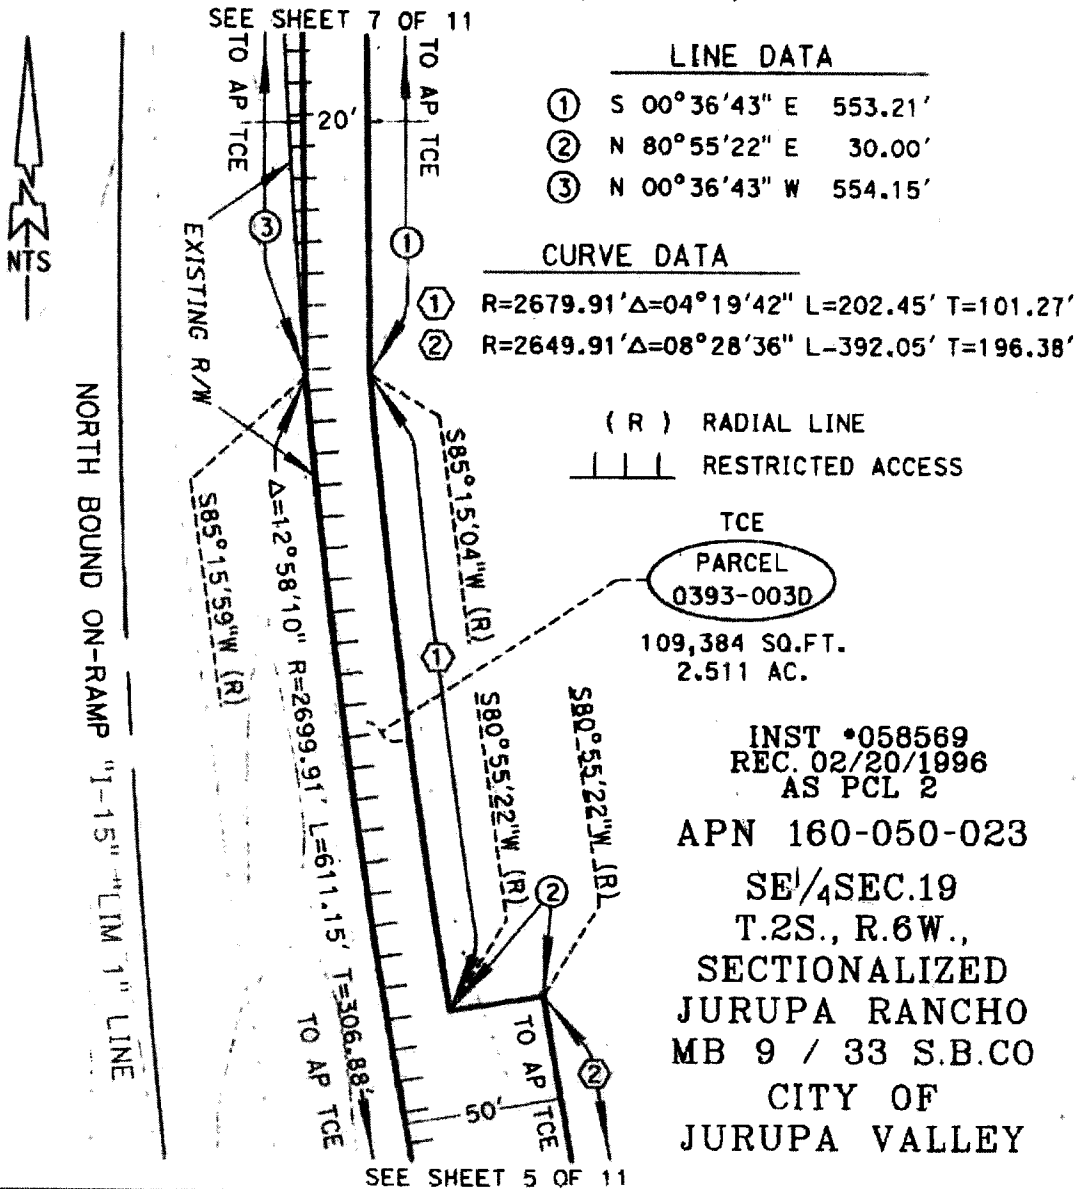 SEE SHEET 7 OF 11
TO AP TCE
TO AP TCE
20'
NTS
EXISTING R/W
3
1
LINE DATA
1 S 00°36'43" E 553.21'
2 N 80°55'22" E 30.00'
3 N 00°36'43" W 554.15'
CURVE DATA
1 R=2679.91' Δ=04°19'42" L=202.45' T=101.27'
2 R=2649.91' Δ=08°28'36" L-392.05' T=196.38'
( R ) RADIAL LINE
RESTRICTED ACCESS
NORTH BOUND ON-RAMP "I-15" "LIM 1" LINE
S85°15'59"W (R)
Δ=12°58'10" R=2699.91' L=611.15' T=306.88'
S85°15'04"W (R)
1
TCE
PARCEL
0393-003D
109,384 SQ.FT.
2.511 AC.
S80°55'22"W (R)
S80°55'22"W (R)
2
INST •058569
REC. 02/20/1996
AS PCL 2
APN 160-050-023
SE1/4SEC.19
T.2S., R.6W.,
SECTIONALIZED
JURUPA RANCHO
MB 9 / 33 S.B.CO
CITY OF
JURUPA VALLEY
TO AP TCE
TO AP TCE
2
50'
SEE SHEET 5 OF 11